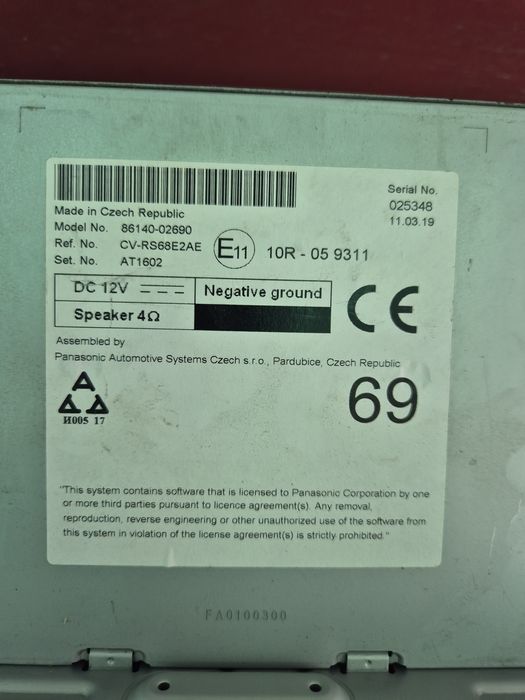 Serial No.
025348
11.03.19
Made in Czech Republic
Model No. 86140-02690
Ref. No. CV-RS68E2AE
Set. No. AT1602
E11 10R - 05 9311
DC 12V Negative ground
Speaker 4Ω
CE
Assembled by
Panasonic Automotive Systems Czech s.r.o., Pardubice, Czech Republic
И005 17
69
"This system contains software that is licensed to Panasonic Corporation by one
or more third parties pursuant to licence agreement(s). Any removal,
reproduction, reverse engineering or other unauthorized use of the software from
this system in violation of the license agreement(s) is strictly prohibited."
FA0100300